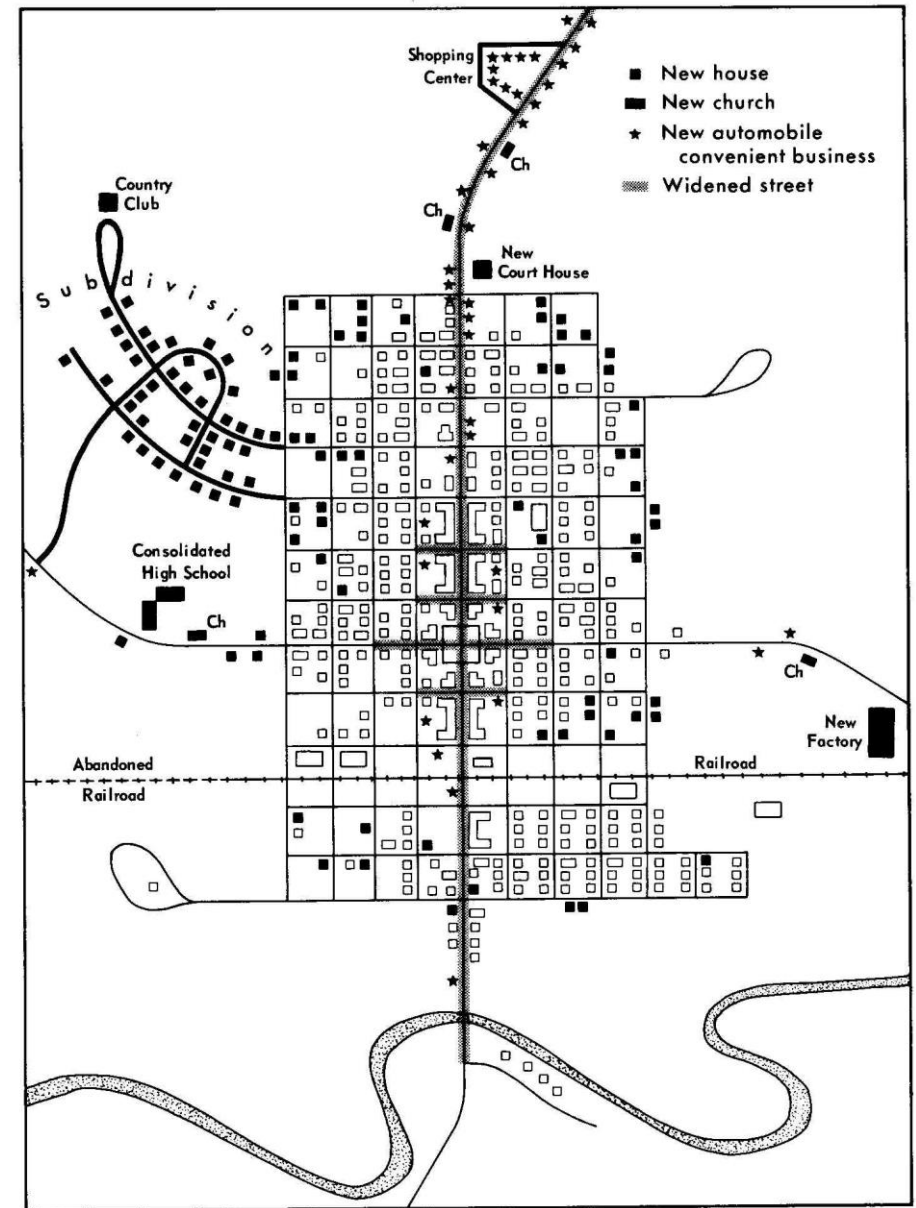 Shopping
Center
New house
New church
New automobile
convenient business
Widened street
Ch
Country
Club
Ch
New
Court House
Subdivision
Consolidated
High School
Ch
Ch
New
Factory
Abandoned
Railroad
Railroad